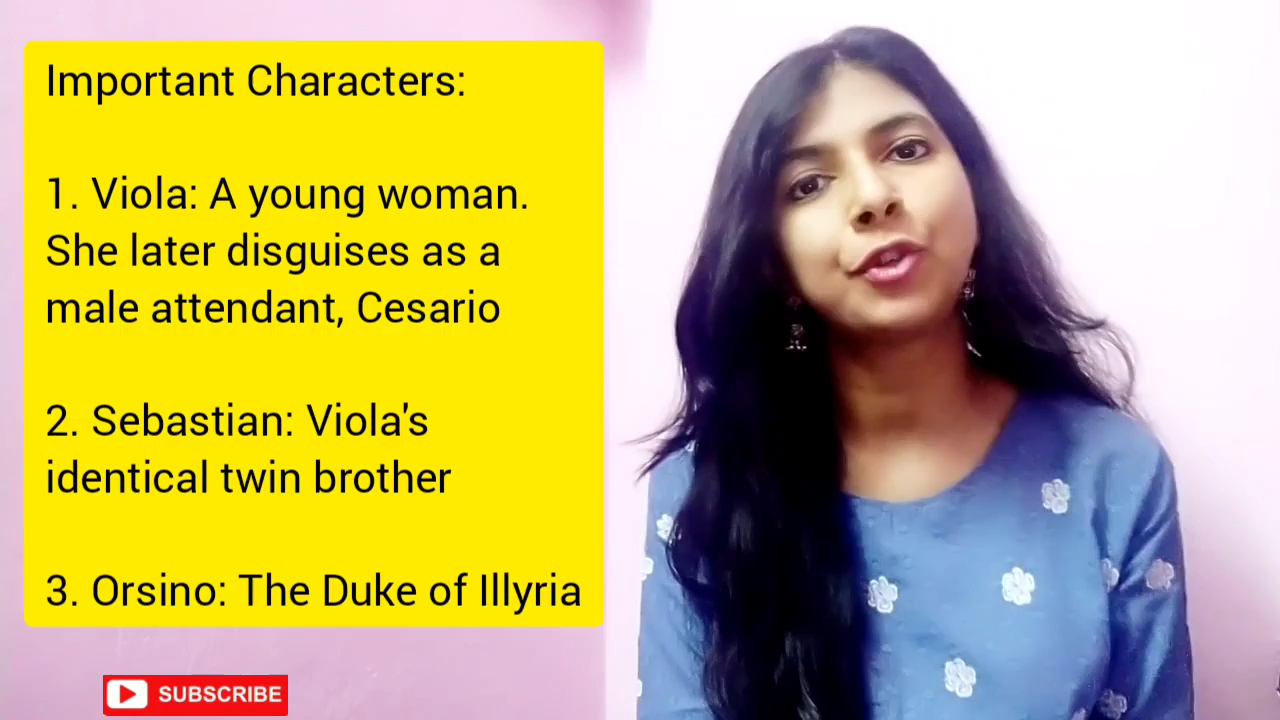 Important Characters:
1. Viola: A young woman.
She later disguises as a
male attendant, Cesario
2. Sebastian: Viola's
identical twin brother
3. Orsino: The Duke of Illyria
SUBSCRIBE